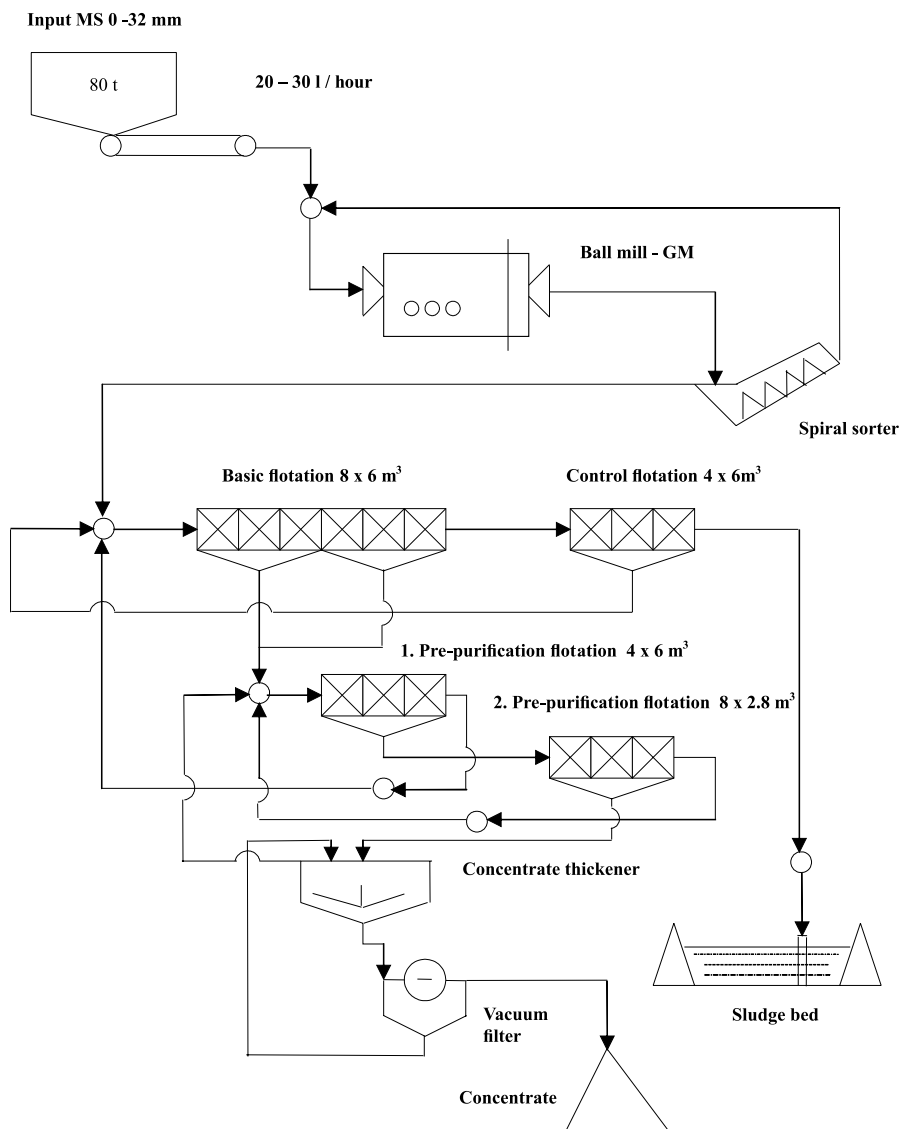 Input MS 0 -32 mm
80 t
20 – 30 l / hour
Ball mill - GM
Spiral sorter
Basic flotation 8 x 6 m³
Control flotation 4 x 6m³
1. Pre-purification flotation 4 x 6 m³
2. Pre-purification flotation 8 x 2.8 m³
Concentrate thickener
Sludge bed
Vacuum
filter
Concentrate